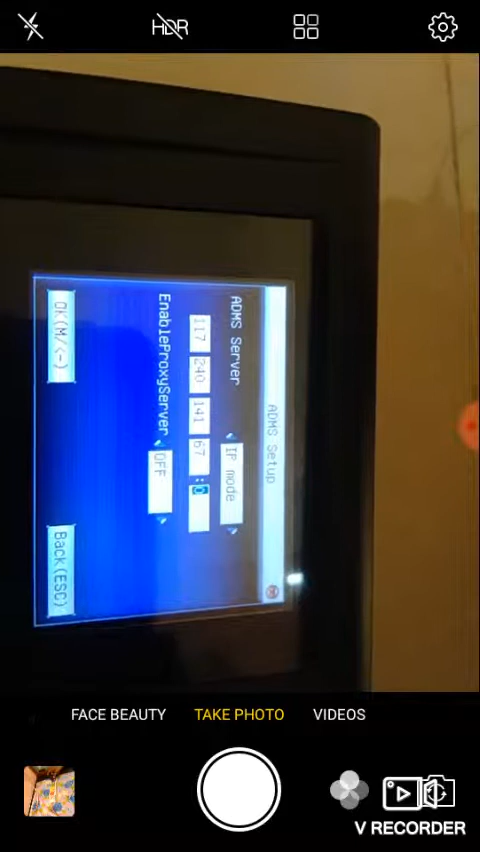 HDR
ADMS Setup
ADMS Server IP mode
117 240 141 67 :0
EnableProxyServer OFF
OK(M/<-) Back(ESC)
FACE BEAUTY TAKE PHOTO VIDEOS
V RECORDER